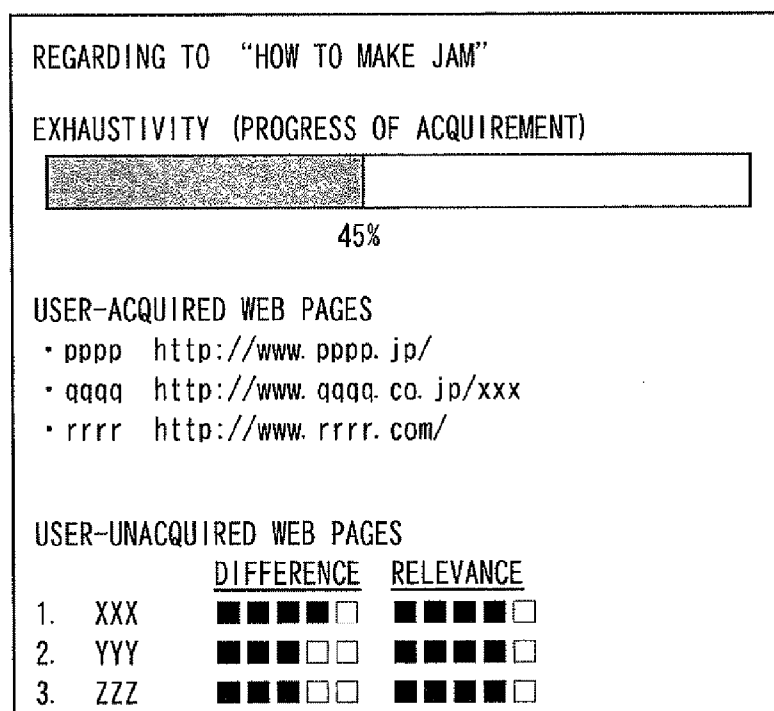 REGARDING TO “HOW TO MAKE JAM”
EXHAUSTIVITY (PROGRESS OF ACQUIREMENT)
45%
USER-ACQUIRED WEB PAGES
・pppp http://www.pppp.jp/
・qqqq http://www.qqqq.co.jp/xxx
・rrrr http://www.rrrr.com/
USER-UNACQUIRED WEB PAGES
DIFFERENCE RELEVANCE
1. XXX ■■■■□ ■■■■□
2. YYY ■■■□□ ■■■■□
3. ZZZ ■■■□□ ■■■■□